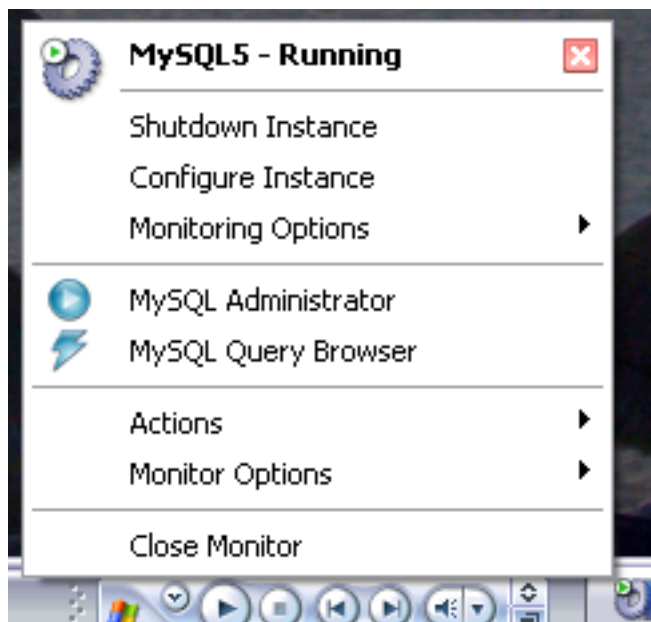 MySQL5 - Running
Shutdown Instance
Configure Instance
Monitoring Options
MySQL Administrator
MySQL Query Browser
Actions
Monitor Options
Close Monitor